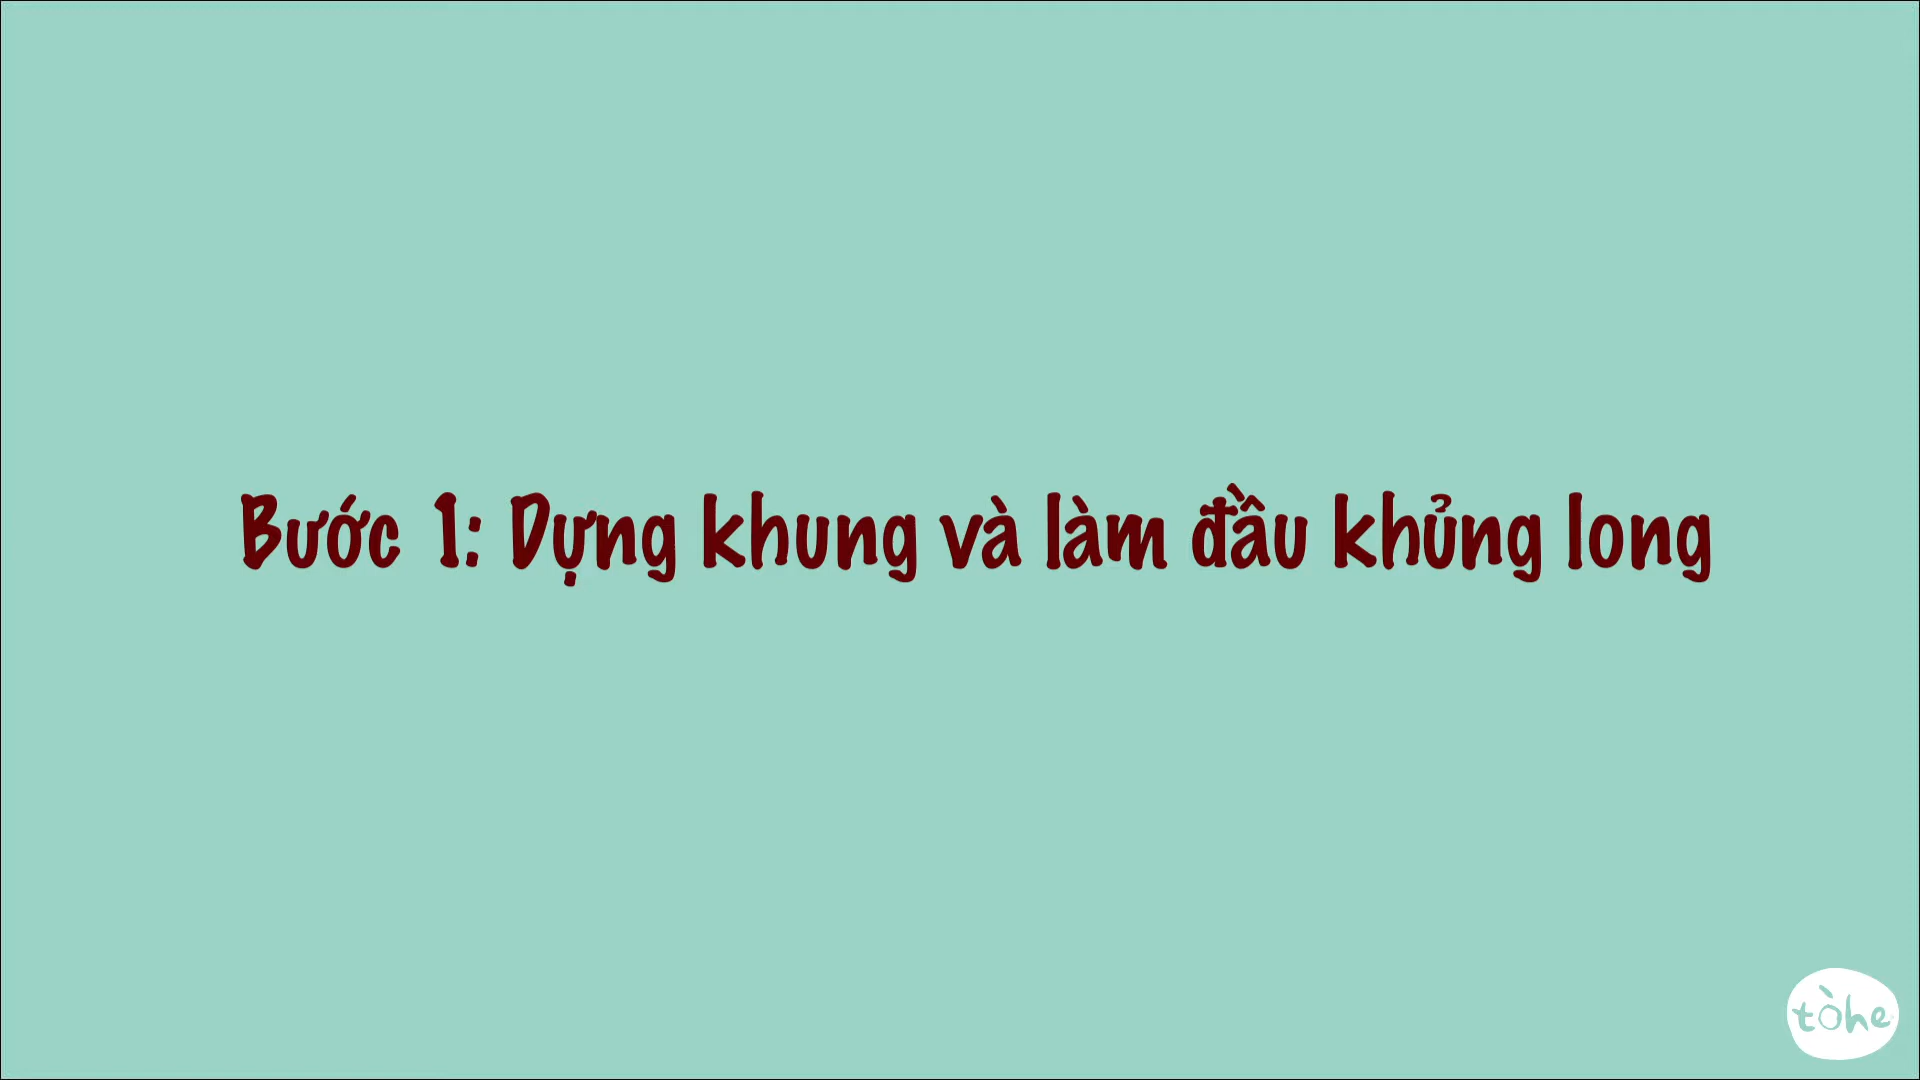 Bước 1: Dựng khung và làm đầu khủng long
tòhe